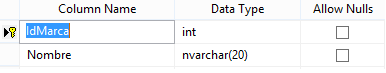 Column Name Data Type Allow Nulls
IdMarca int
Nombre nvarchar(20)